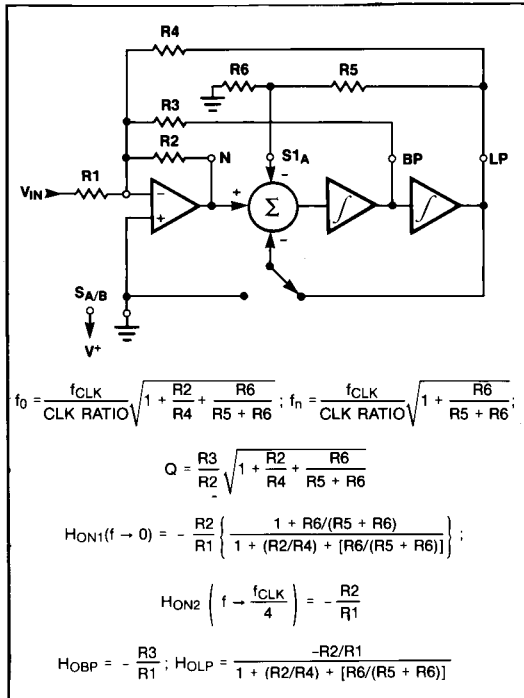 R4
R6 R5
R3
R2 N S1A BP LP
R1
VIN − + + Σ − − ∫ ∫
SA/B
V+
f0 = fCLK/CLK RATIO √(1 + R2/R4 + R6/(R5 + R6)) ; fn = fCLK/CLK RATIO √(1 + R6/(R5 + R6)) ;
Q = R3/R2 √(1 + R2/R4 + R6/(R5 + R6))
HON1(f → 0) = − R2/R1 { (1 + R6/(R5 + R6)) / (1 + (R2/R4) + [R6/(R5 + R6)]) } ;
HON2 ( f → fCLK/4 ) = − R2/R1
HOBP = − R3/R1 ; HOLP = −R2/R1 / (1 + (R2/R4) + [R6/(R5 + R6)])